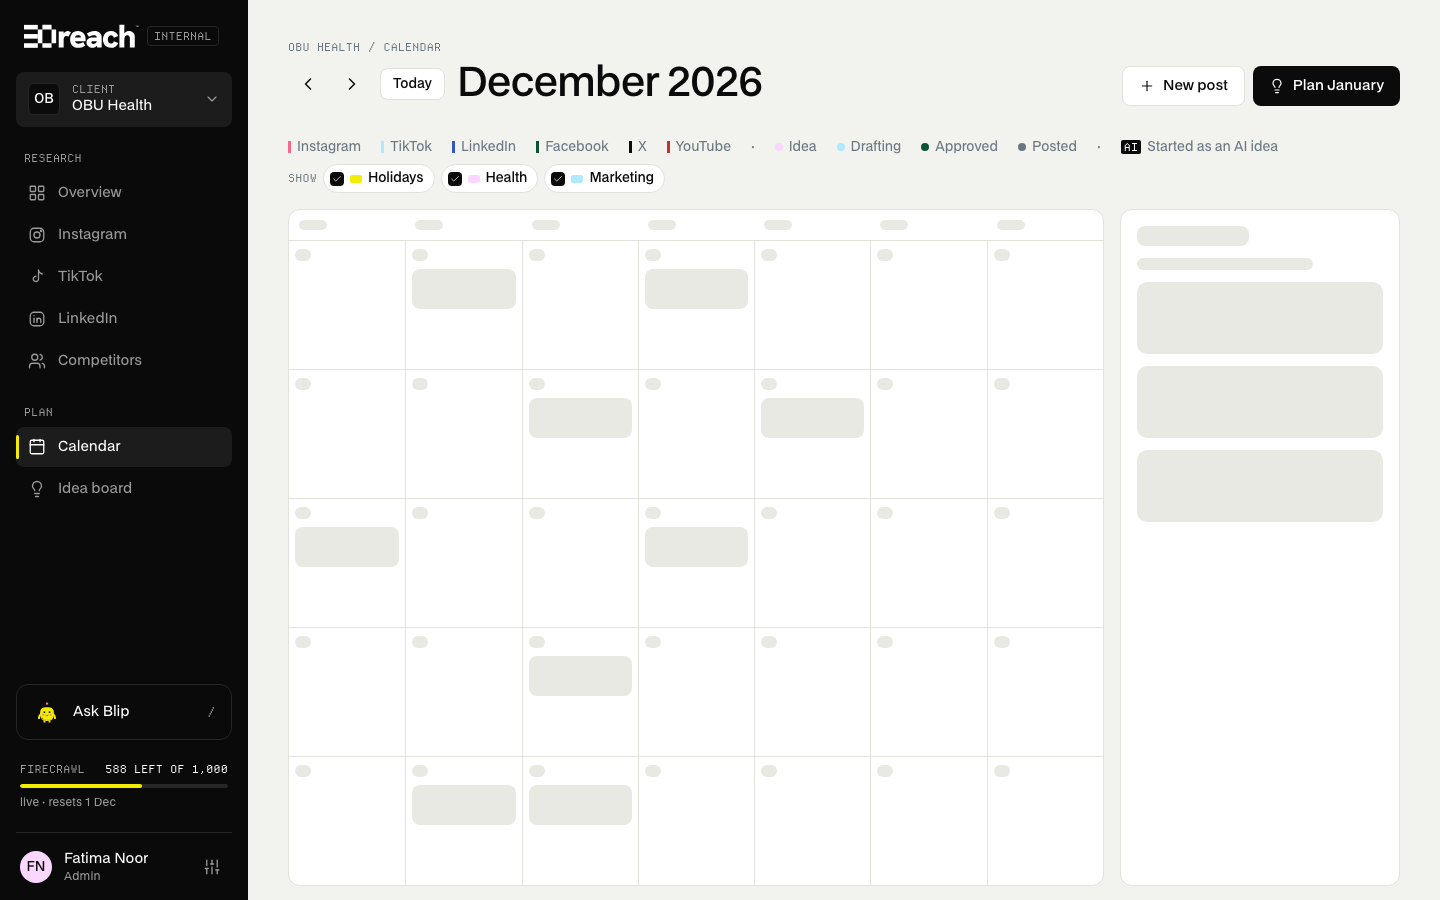 reach
INTERNAL
OB
CLIENT
OBU Health
RESEARCH
Overview
Instagram
TikTok
LinkedIn
Competitors
PLAN
Calendar
Idea board
Ask Blip
/
FIRECRAWL
588 LEFT OF 1,000
live · resets 1 Dec
FN
Fatima Noor
Admin
OBU HEALTH / CALENDAR
Today
December 2026
New post
Plan January
Instagram
TikTok
LinkedIn
Facebook
X
YouTube
·
Idea
Drafting
Approved
Posted
·
AI
Started as an AI idea
SHOW
Holidays
Health
Marketing